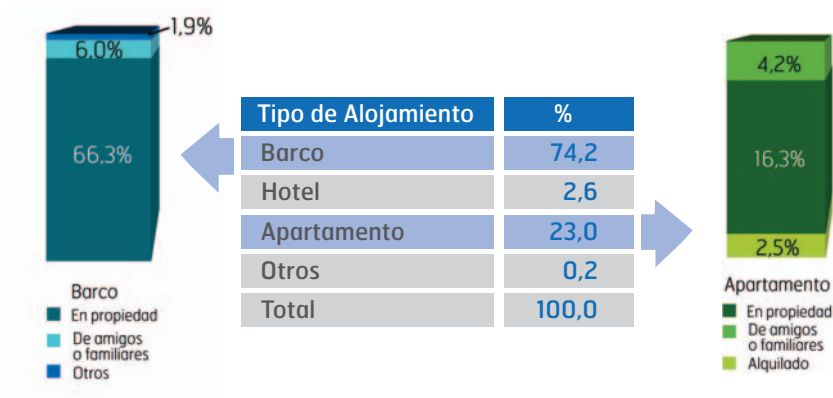 1,9%
6,0%
66,3%
Barco
En propiedad
De amigos
o familiares
Otros
Tipo de Alojamiento %
Barco 74,2
Hotel 2,6
Apartamento 23,0
Otros 0,2
Total 100,0
4,2%
16,3%
2,5%
Apartamento
En propiedad
De amigos
o familiares
Alquilado